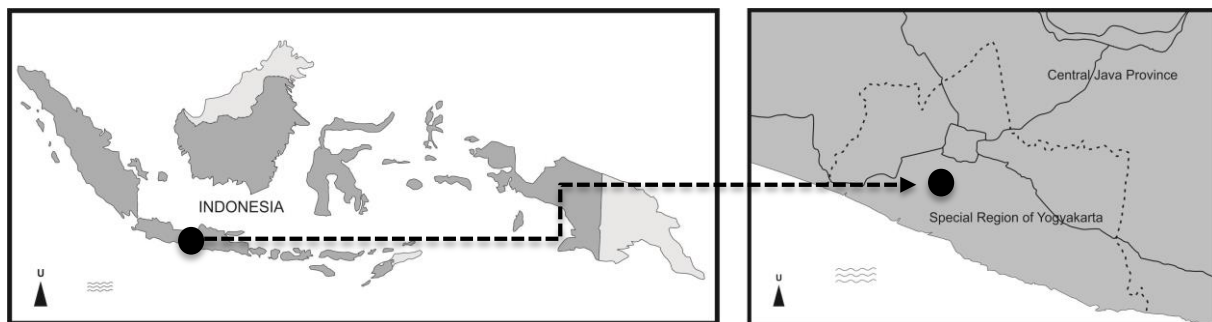 INDONESIA
U
Central Java Province
Special Region of Yogyakarta
U